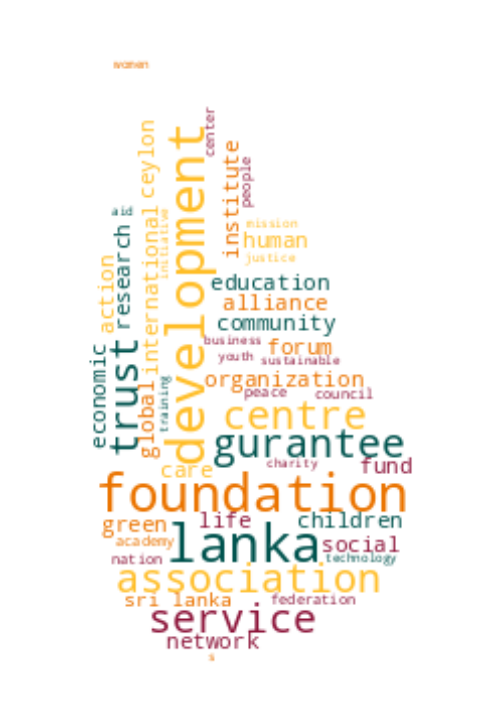 women
center
ceylon
development
institute
people
aid
mission
human
justice
initiative
research
international
action
education
alliance
community
business
forum
youth
sustainable
economic
trust
global
training
organization
peace
council
centre
gurantee
care
charity
fund
foundation
green
life
children
lanka
academy
social
nation
technology
association
sri lanka
federation
service
network
s